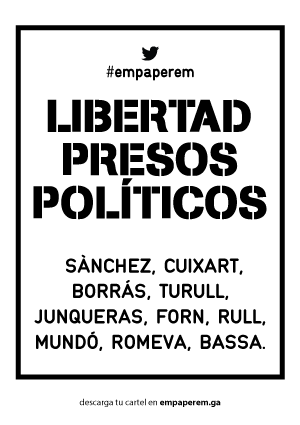 #empaperem
LIBERTAD
PRESOS
POLÍTICOS
SÀNCHEZ, CUIXART,
BORRÁS, TURULL,
JUNQUERAS, FORN, RULL,
MUNDÓ, ROMEVA, BASSA.
descarga tu cartel en empaperem.ga